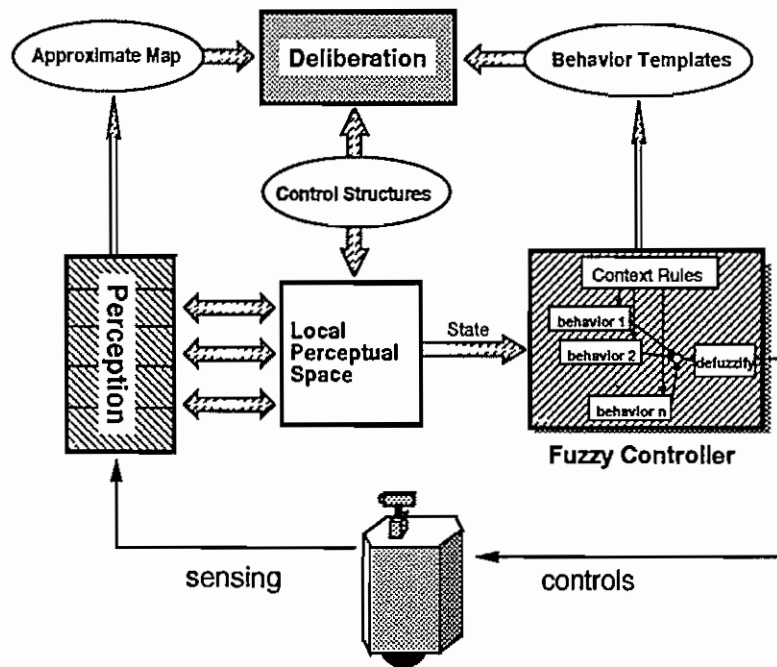 Approximate Map
Deliberation
Behavior Templates
Control Structures
Perception
Local
Perceptual
Space
State
Context Rules
behavior 1
behavior 2
behavior n
defuzzify
Fuzzy Controller
sensing
controls